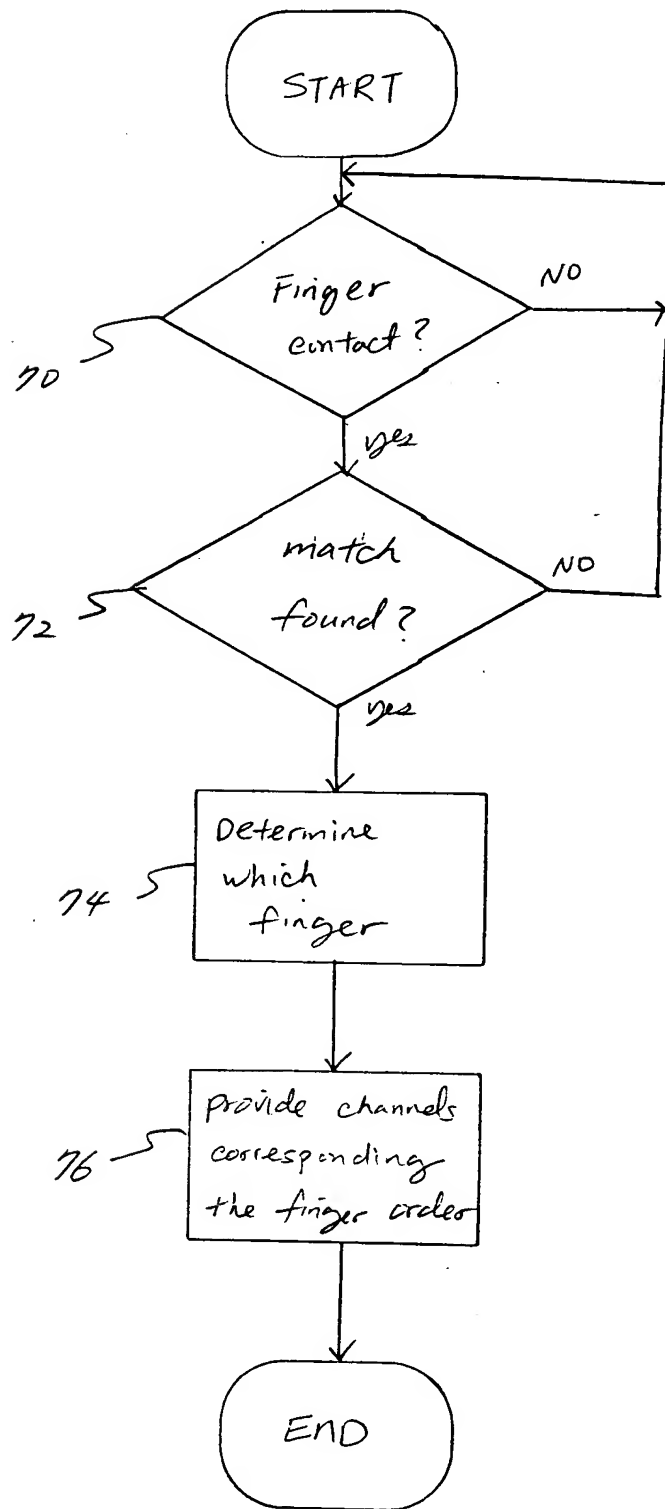 START
Finger
contact?
NO
70
yes
match
found?
NO
72
yes
Determine
which
finger
74
provide channels
corresponding
the finger order
76
END